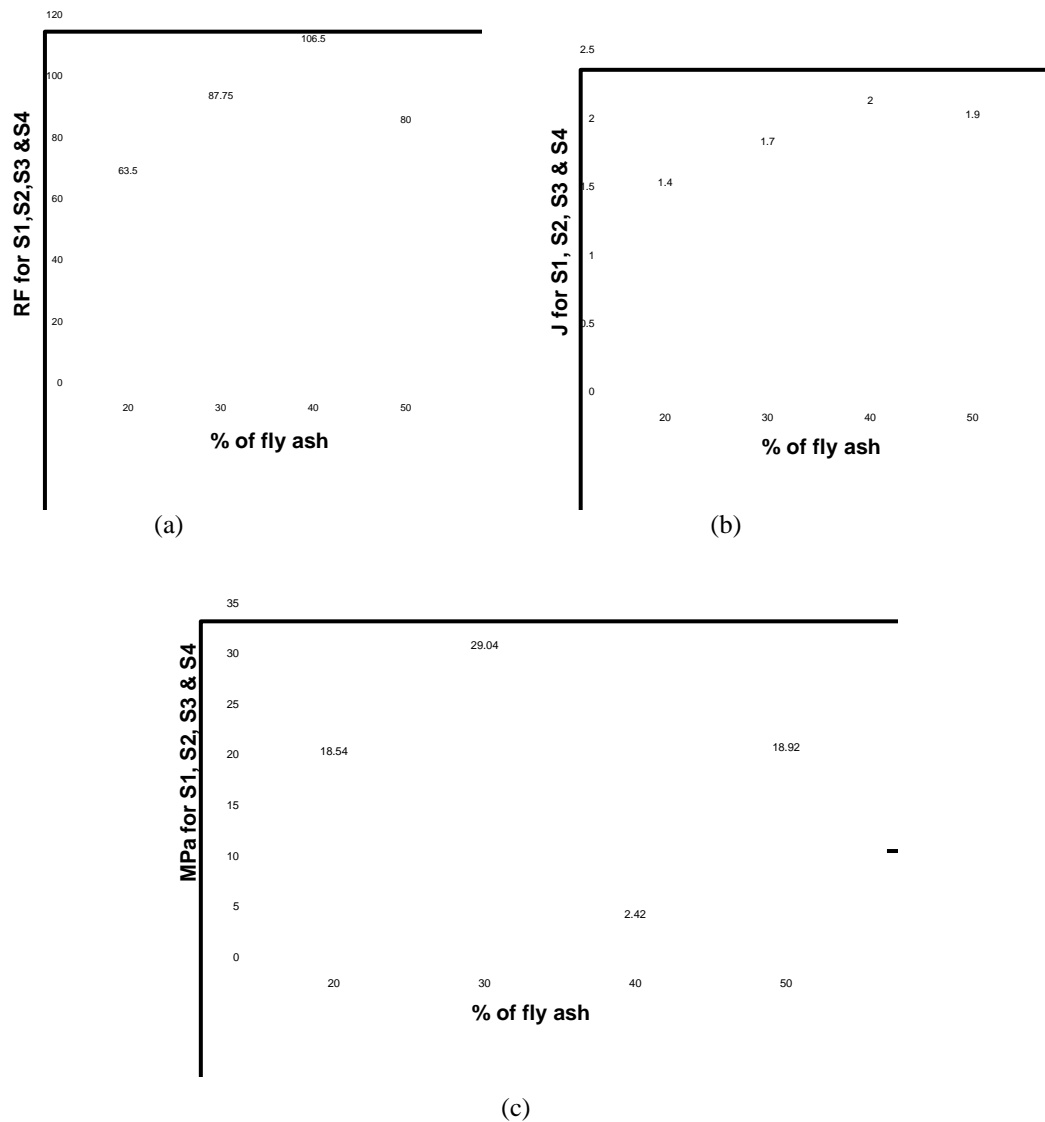 120
106.5
100
87.75
80
80
63.5
60
40
20
0
20 30 40 50
RF for S1,S2,S3 &S4
% of fly ash
(a)
2.5
2
2
1.9
1.7
1.5
1.4
1
0.5
0
20 30 40 50
J for S1, S2, S3 & S4
% of fly ash
(b)
35
30
29.04
25
20
18.54
18.92
15
10
5
2.42
0
20 30 40 50
MPa for S1, S2, S3 & S4
% of fly ash
(c)